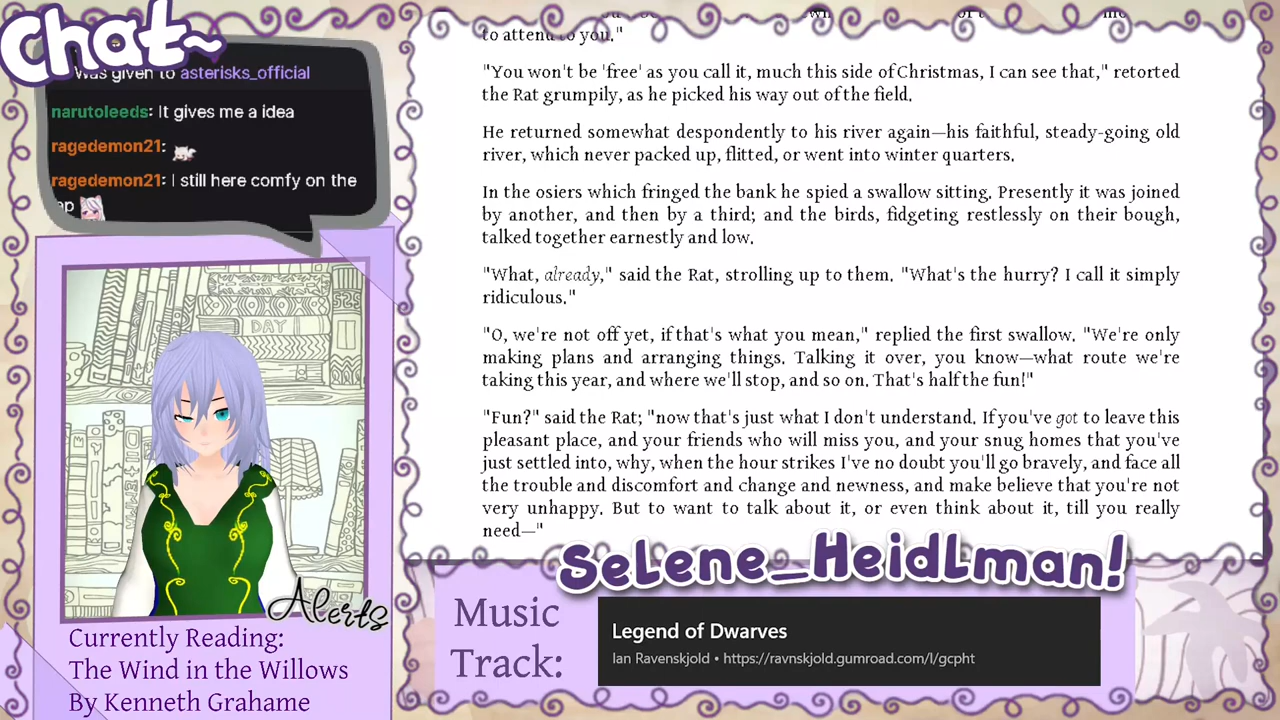 Chat~
was given to asterisks_official
narutoleeds: It gives me a idea
ragedemon21:
ragedemon21: I still here comfy on the
DAY
Alerts
Currently Reading:
The Wind in the Willows
By Kenneth Grahame
to attend to you."
"You won't be 'free' as you call it, much this side of Christmas, I can see that," retorted
the Rat grumpily, as he picked his way out of the field.
He returned somewhat despondently to his river again—his faithful, steady-going old
river, which never packed up, flitted, or went into winter quarters.
In the osiers which fringed the bank he spied a swallow sitting. Presently it was joined
by another, and then by a third; and the birds, fidgeting restlessly on their bough,
talked together earnestly and low.
"What, already," said the Rat, strolling up to them. "What's the hurry? I call it simply
ridiculous."
"O, we're not off yet, if that's what you mean," replied the first swallow. "We're only
making plans and arranging things. Talking it over, you know—what route we're
taking this year, and where we'll stop, and so on. That's half the fun!"
"Fun?" said the Rat; "now that's just what I don't understand. If you've got to leave this
pleasant place, and your friends who will miss you, and your snug homes that you've
just settled into, why, when the hour strikes I've no doubt you'll go bravely, and face all
the trouble and discomfort and change and newness, and make believe that you're not
very unhappy. But to want to talk about it, or even think about it, till you really
need—"
Selene_Heidlman!
Music
Track:
Legend of Dwarves
Ian Ravenskjold • https://ravnskjold.gumroad.com/l/gcpht